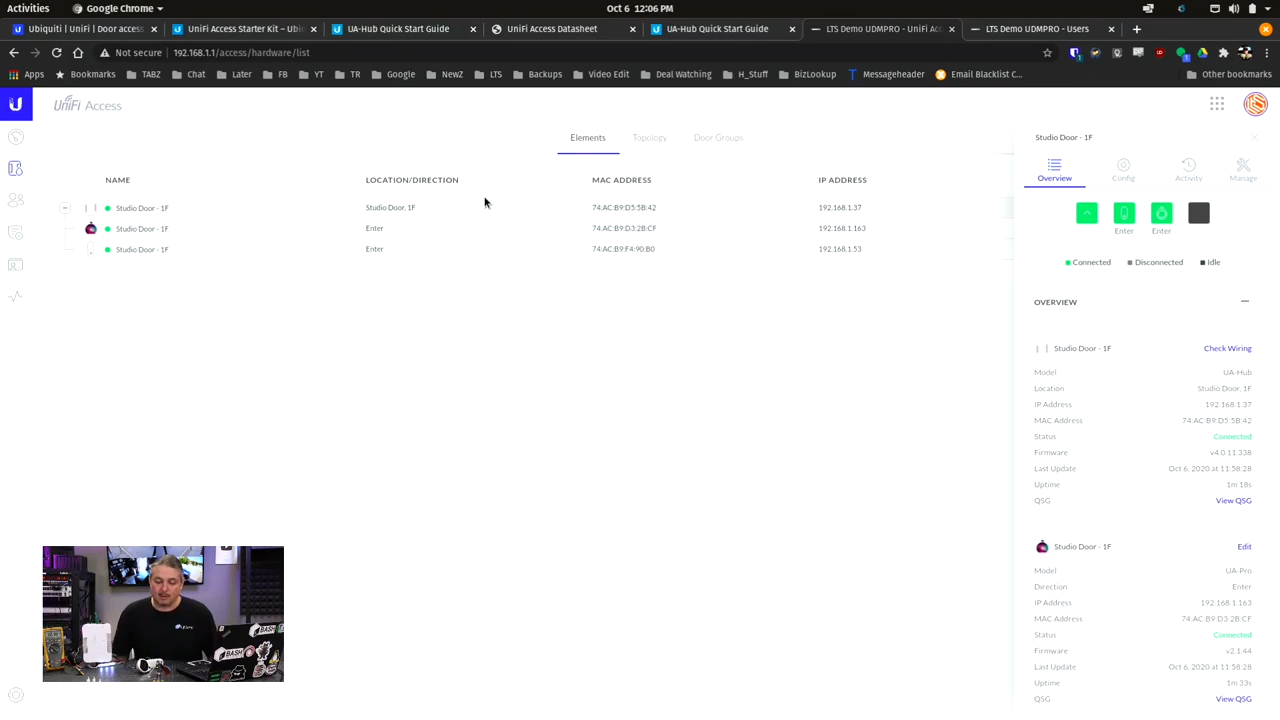 Activities Google Chrome Oct 6 12:06 PM
Ubiquiti | UniFi | Door access UniFi Access Starter Kit – Ubiq UA-Hub Quick Start Guide UniFi Access Datasheet UA-Hub Quick Start Guide LTS Demo UDMPRO - UniFi Acc LTS Demo UDMPRO - Users
Not secure 192.168.1.1/access/hardware/list
Apps Bookmarks TABZ Chat Later FB YT TR Google NewZ LTS Backups Video Edit Deal Watching H_Stuff BizLookup Messageheader Email Blacklist C... Other bookmarks
UniFi Access
Elements Topology Door Groups
NAME LOCATION/DIRECTION MAC ADDRESS IP ADDRESS
Studio Door - 1F Studio Door, 1F 74:AC:B9:D5:5B:42 192.168.1.37
Studio Door - 1F Enter 74:AC:B9:D3:2B:CF 192.168.1.163
Studio Door - 1F Enter 74:AC:B9:F4:90:B0 192.168.1.53
Studio Door - 1F
Overview Config Activity Manage
Enter Enter
Connected Disconnected Idle
OVERVIEW
Studio Door - 1F Check Wiring
Model UA-Hub
Location Studio Door, 1F
IP Address 192.168.1.37
MAC Address 74:AC:B9:D5:5B:42
Status Connected
Firmware v4.0.11.338
Last Update Oct 6, 2020 at 11:58:28
Uptime 1m 18s
QSG View QSG
Studio Door - 1F Edit
Model UA-Pro
Direction Enter
IP Address 192.168.1.163
MAC Address 74:AC:B9:D3:2B:CF
Status Connected
Firmware v2.1.44
Last Update Oct 6, 2020 at 11:58:28
Uptime 1m 33s
QSG View QSG
BASH
BASH